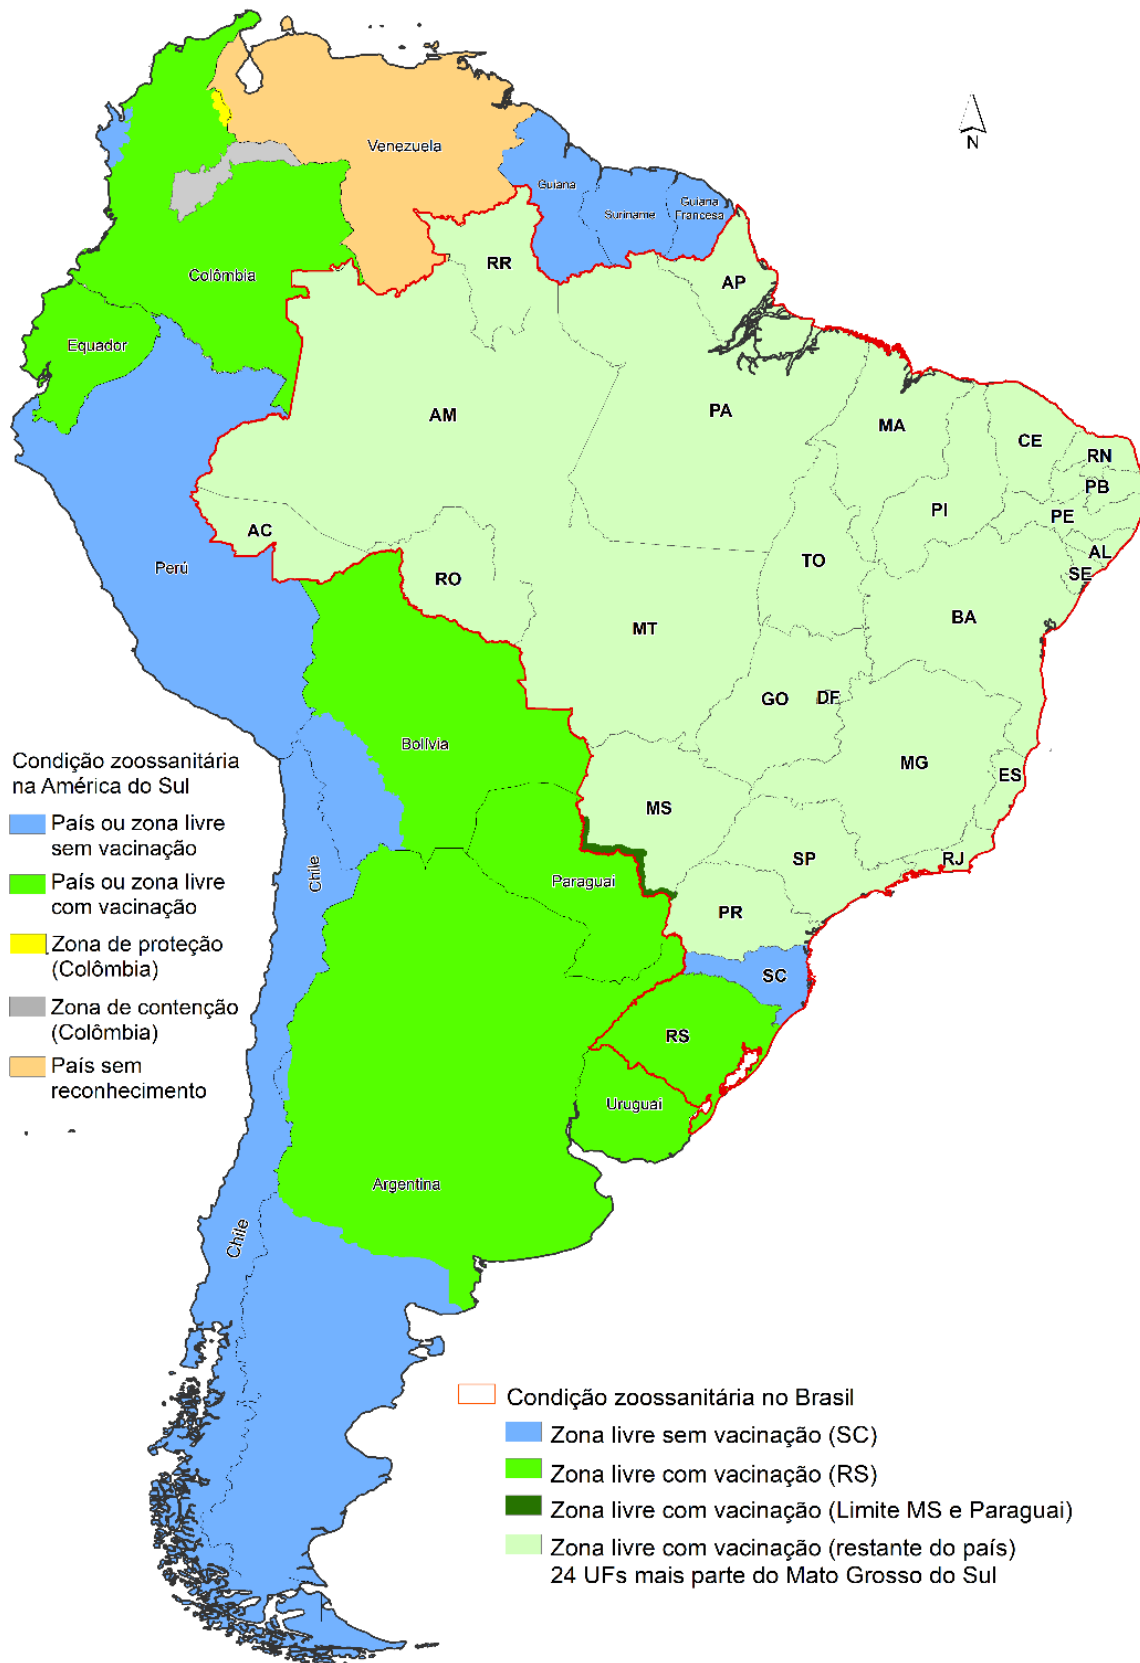 N
Venezuela
Guiana
Suriname
Guiana
Francesa
Colômbia
Equador
RR
AP
AM
PA
MA
CE
RN
PB
PI
PE
AL
SE
AC
RO
TO
BA
Perú
MT
GO
DF
Bolívia
MG
ES
MS
SP
RJ
Chile
Paraguai
PR
SC
RS
Uruguai
Argentina
Chile
Condição zoossanitária
na América do Sul
País ou zona livre
sem vacinação
País ou zona livre
com vacinação
Zona de proteção
(Colômbia)
Zona de contenção
(Colômbia)
País sem
reconhecimento
Condição zoossanitária no Brasil
Zona livre sem vacinação (SC)
Zona livre com vacinação (RS)
Zona livre com vacinação (Limite MS e Paraguai)
Zona livre com vacinação (restante do país)
24 UFs mais parte do Mato Grosso do Sul